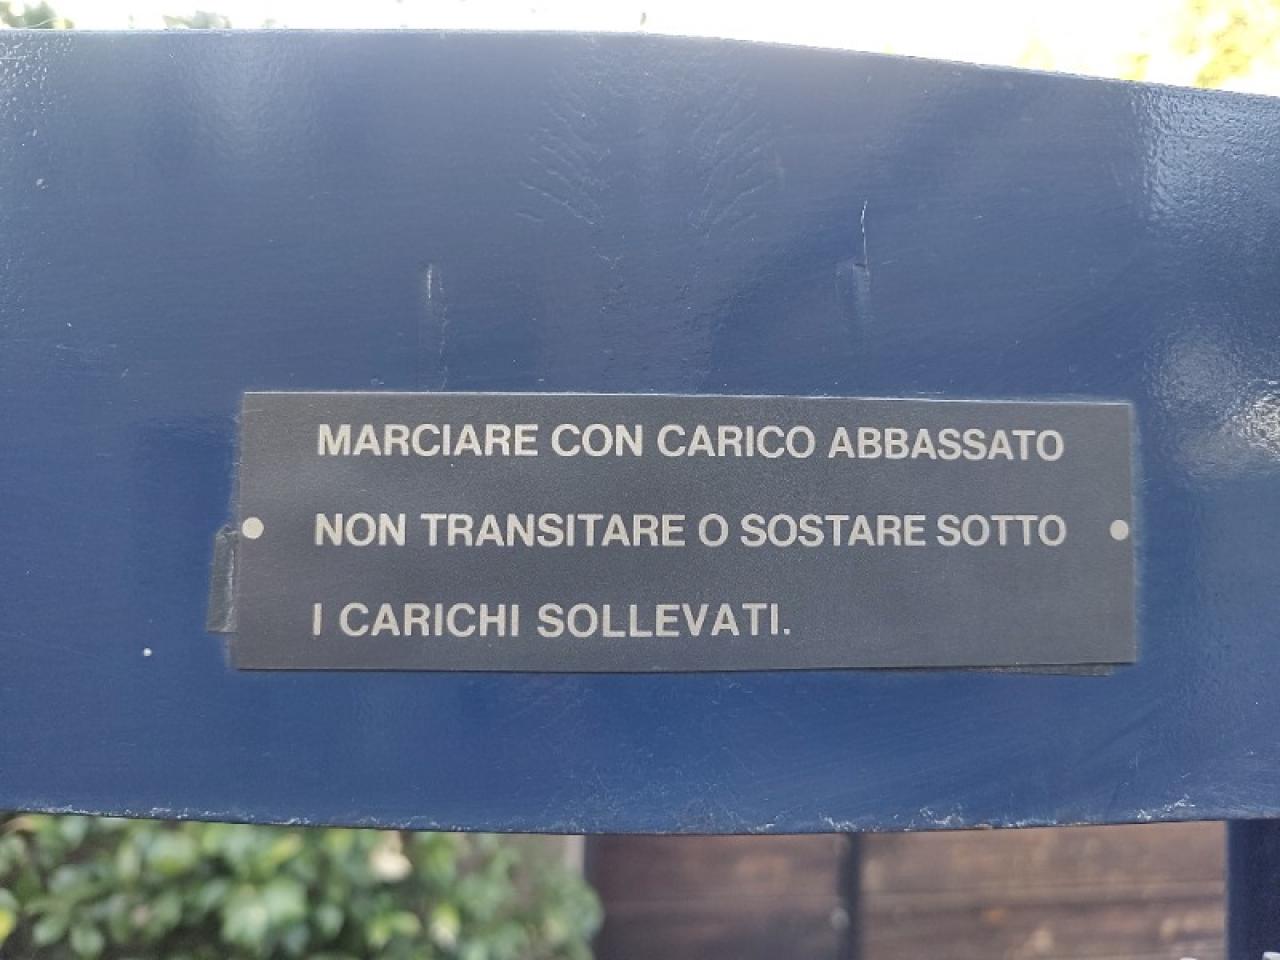 MARCIARE CON CARICO ABBASSATO
NON TRANSITARE O SOSTARE SOTTO
I CARICHI SOLLEVATI.